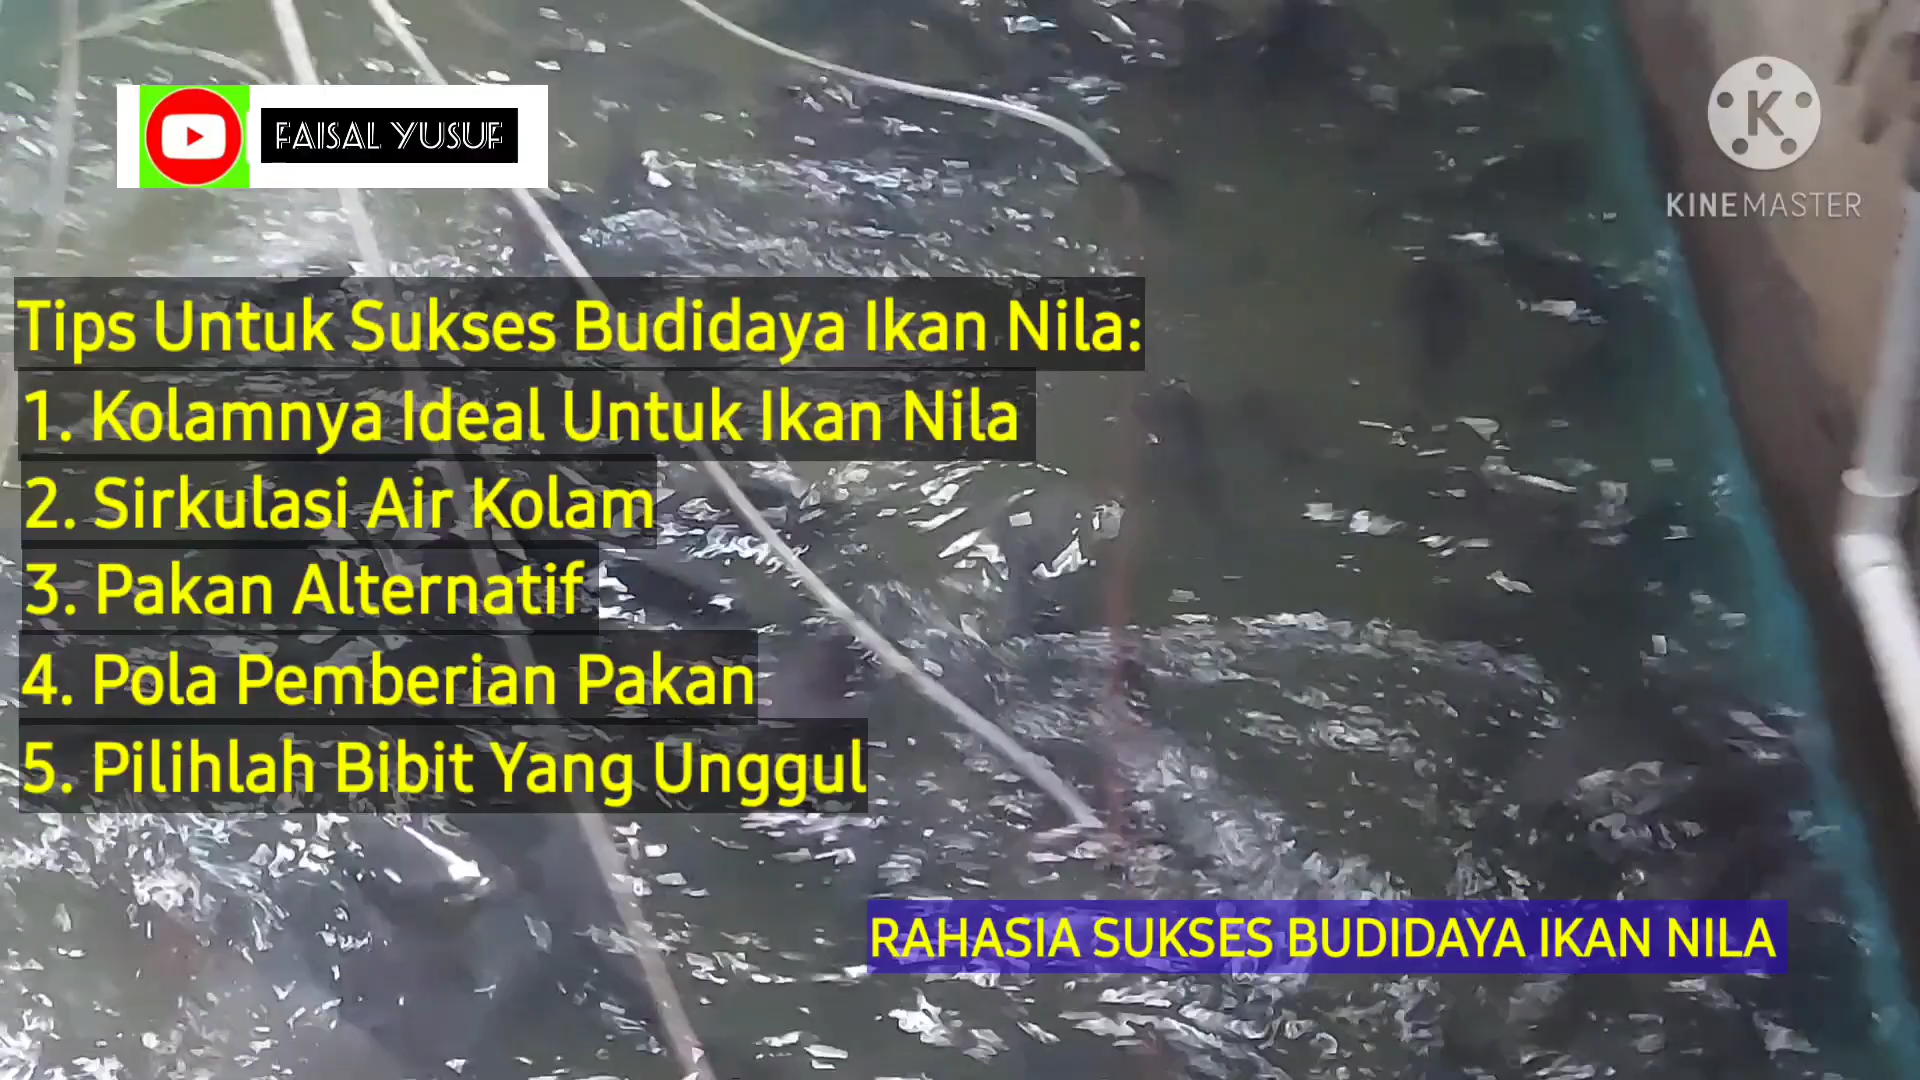 FAISAL YUSUF
K
KINEMASTER
Tips Untuk Sukses Budidaya Ikan Nila:
1. Kolamnya Ideal Untuk Ikan Nila
2. Sirkulasi Air Kolam
3. Pakan Alternatif
4. Pola Pemberian Pakan
5. Pilihlah Bibit Yang Unggul
RAHASIA SUKSES BUDIDAYA IKAN NILA